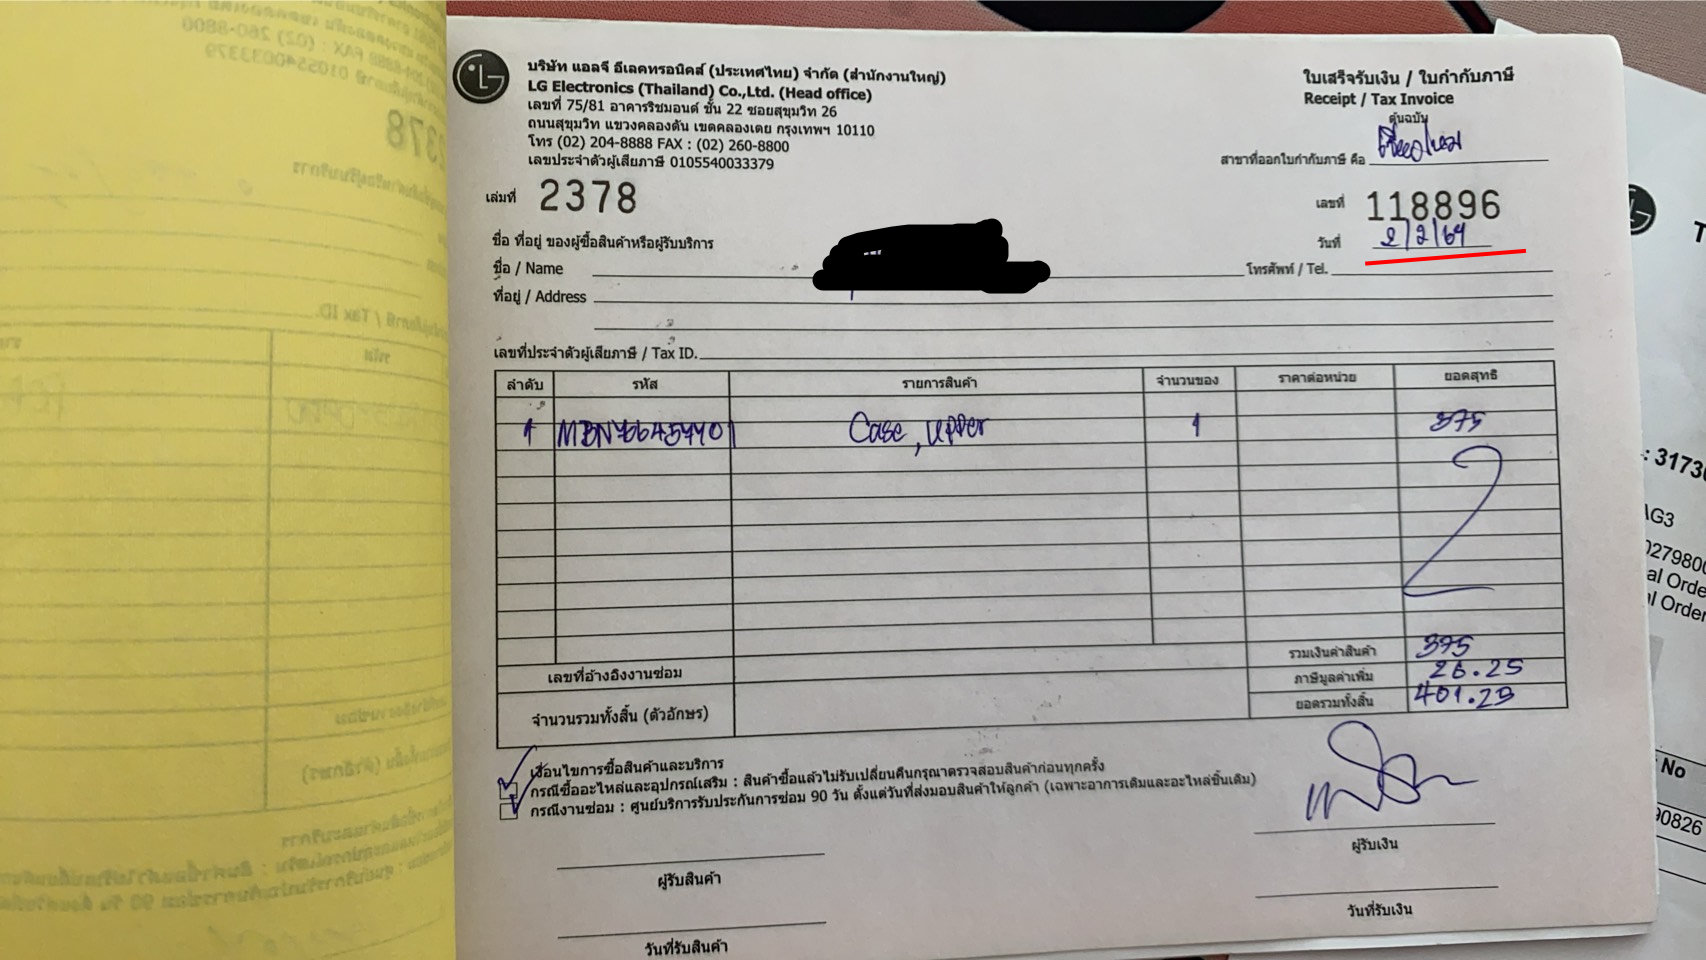 บริษัท แอลจี อีเลคทรอนิคส์ (ประเทศไทย) จำกัด (สำนักงานใหญ่)
LG Electronics (Thailand) Co.,Ltd. (Head office)
เลขที่ 75/81 อาคารริชมอนด์ ชั้น 22 ซอยสุขุมวิท 26
ถนนสุขุมวิท แขวงคลองตัน เขตคลองเตย กรุงเทพฯ 10110
โทร (02) 204-8888 FAX : (02) 260-8800
เลขประจำตัวผู้เสียภาษี 0105540033379
ใบเสร็จรับเงิน / ใบกำกับภาษี
Receipt / Tax Invoice
ต้นฉบับ
สาขาที่ออกใบกำกับภาษี คือ เชียงใหม่
เล่มที่ 2378
เลขที่ 118896
วันที่ 2/2/64
ชื่อ ที่อยู่ ของผู้ซื้อสินค้าหรือผู้รับบริการ
ชื่อ / Name
โทรศัพท์ / Tel.
ที่อยู่ / Address
เลขที่ประจำตัวผู้เสียภาษี / Tax ID.
ลำดับ รหัส รายการสินค้า จำนวนของ ราคาต่อหน่วย ยอดสุทธิ
1 Case, Upper 1 375
รวมเงินค่าสินค้า 375
เลขที่อ้างอิงงานซ่อม
ภาษีมูลค่าเพิ่ม 26.25
จำนวนรวมทั้งสิ้น (ตัวอักษร)
ยอดรวมทั้งสิ้น 401.25
เงื่อนไขการซื้อสินค้าและบริการ
กรณีซื้ออะไหล่และอุปกรณ์เสริม : สินค้าซื้อแล้วไม่รับเปลี่ยนคืนกรุณาตรวจสอบสินค้าก่อนทุกครั้ง
กรณีงานซ่อม : ศูนย์บริการรับประกันการซ่อม 90 วัน ตั้งแต่วันที่ส่งมอบสินค้าให้ลูกค้า (เฉพาะอาการเดิมและอะไหล่ชิ้นเดิม)
ผู้รับเงิน
ผู้รับสินค้า
วันที่รับเงิน
วันที่รับสินค้า
No
90826